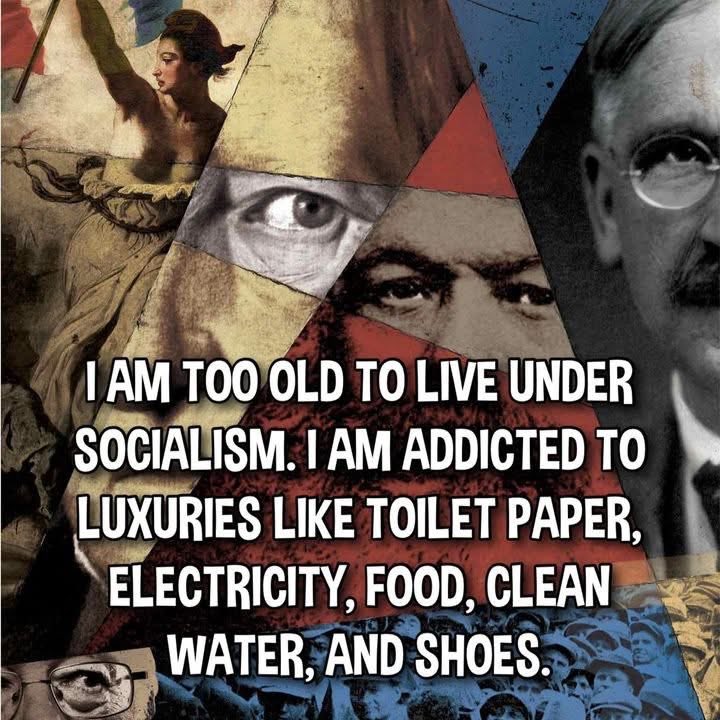 I AM TOO OLD TO LIVE UNDER
SOCIALISM. I AM ADDICTED TO
LUXURIES LIKE TOILET PAPER,
ELECTRICITY, FOOD, CLEAN
WATER, AND SHOES.